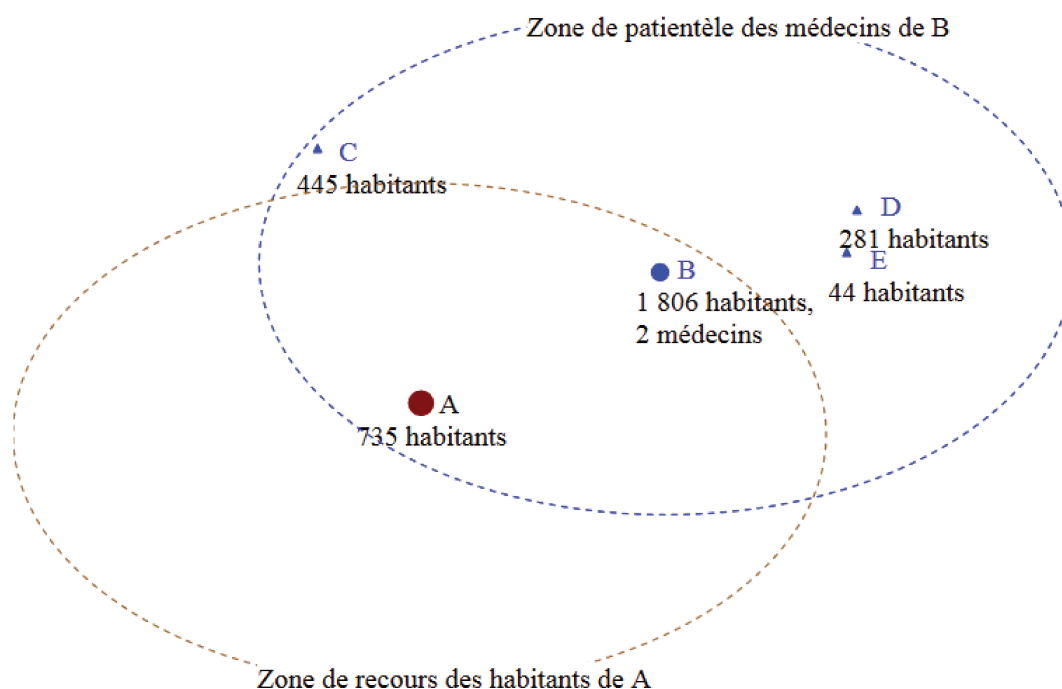 Zone de patientèle des médecins de B
C
445 habitants
D
281 habitants
E
44 habitants
B
1 806 habitants,
2 médecins
A
735 habitants
Zone de recours des habitants de A